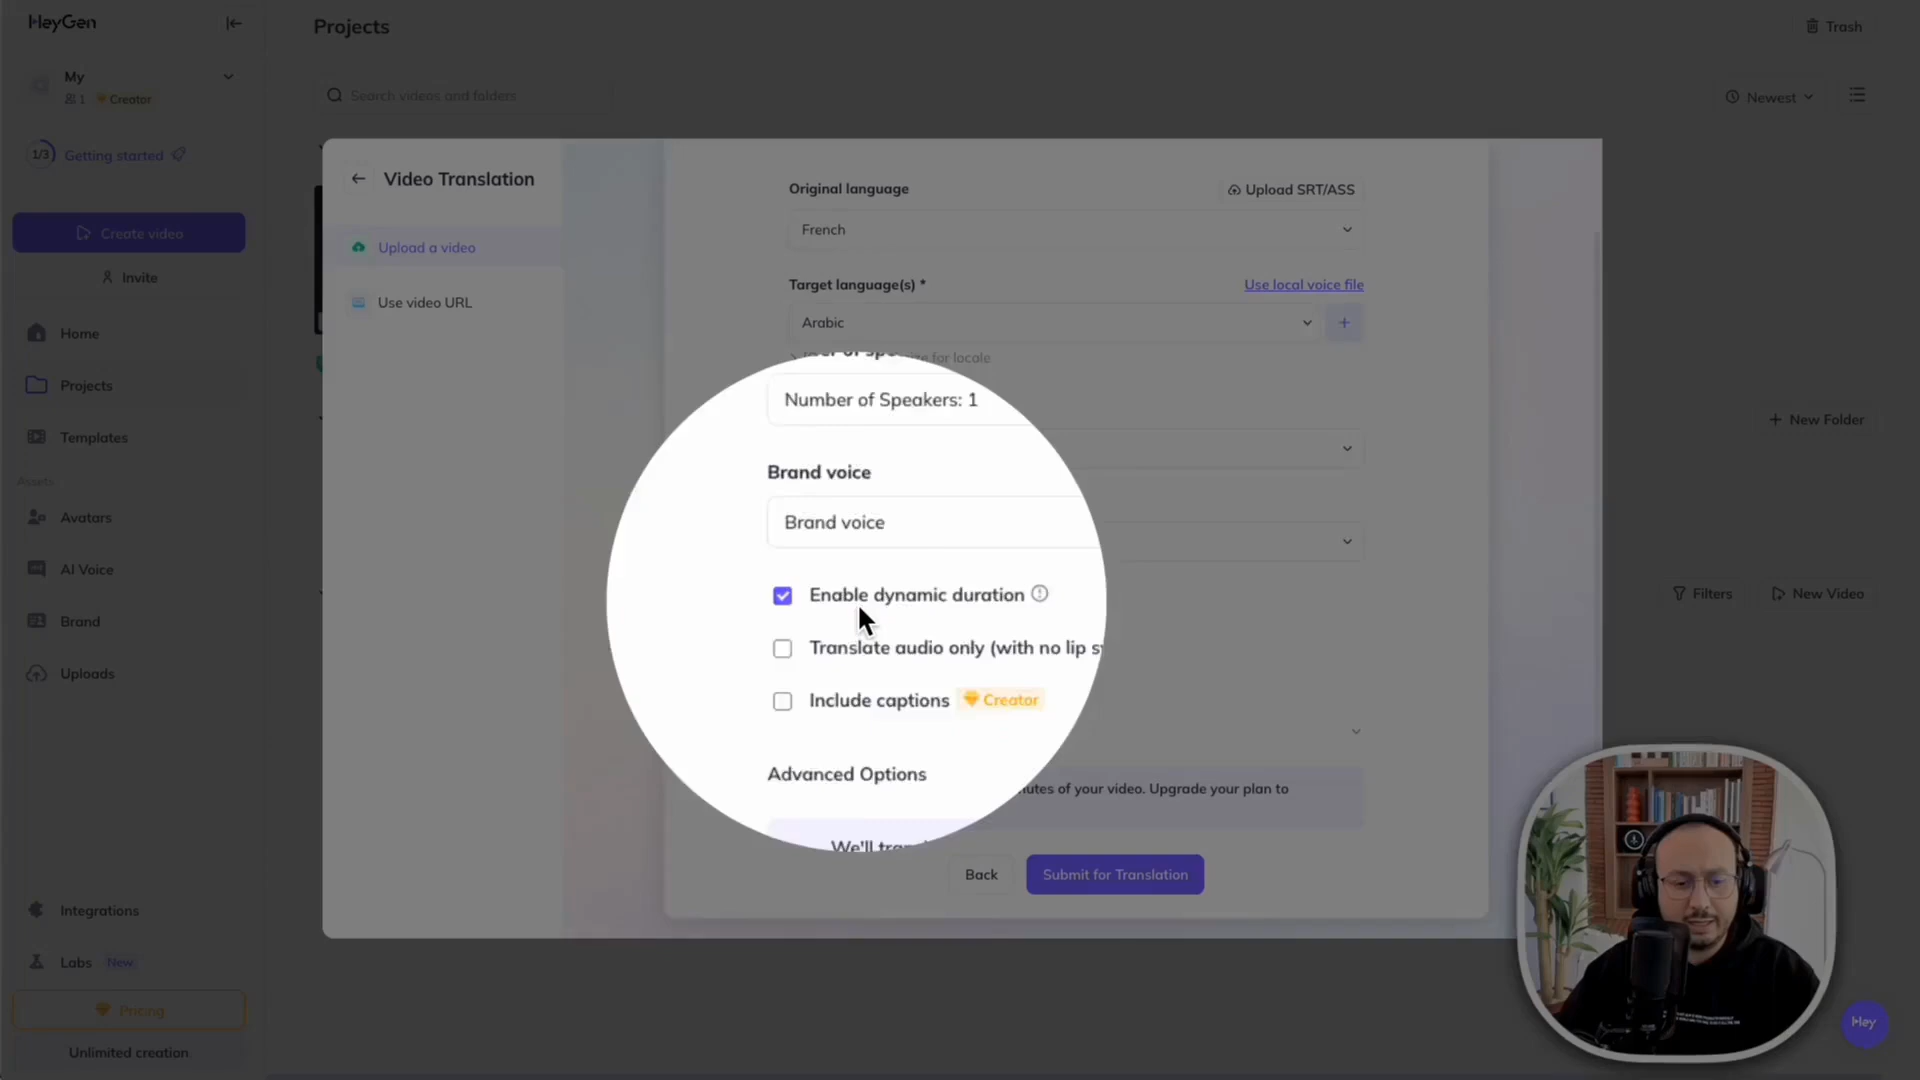 HeyGen
Projects
Trash
My
1 Creator
Search videos and folders
Newest
1/3 Getting started
Video Translation
Original language
Upload SRT/ASS
Create video
French
Upload a video
Invite
Target language(s) *
Use local voice file
Use video URL
Arabic
+
Home
for locale
Projects
Number of Speakers: 1
+ New Folder
Templates
Brand voice
Assets
Avatars
Brand voice
AI Voice
Enable dynamic duration
Filters
New Video
Brand
Translate audio only (with no lip
Uploads
Include captions Creator
Advanced Options
of your video. Upgrade your plan to
We'll
Back
Submit for Translation
Integrations
Labs New
Pricing
Hey
Unlimited creation